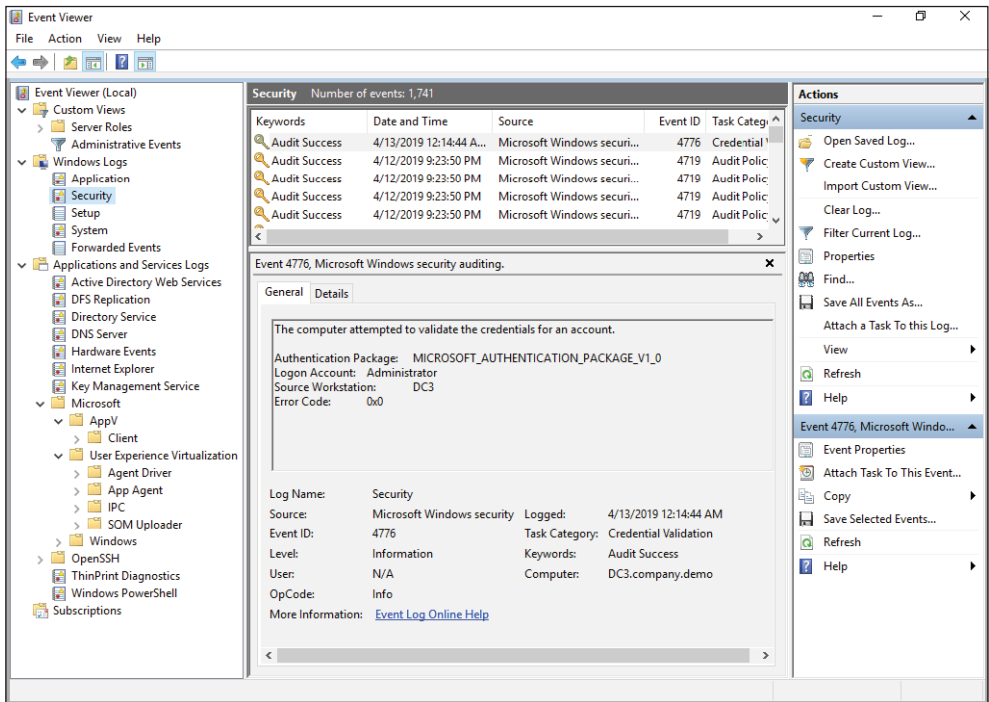 Event Viewer
File Action View Help
Event Viewer (Local)
Custom Views
Server Roles
Administrative Events
Windows Logs
Application
Security
Setup
System
Forwarded Events
Applications and Services Logs
Active Directory Web Services
DFS Replication
Directory Service
DNS Server
Hardware Events
Internet Explorer
Key Management Service
Microsoft
AppV
Client
User Experience Virtualization
Agent Driver
App Agent
IPC
SOM Uploader
Windows
OpenSSH
ThinPrint Diagnostics
Windows PowerShell
Subscriptions
Security Number of events: 1,741
Keywords Date and Time Source Event ID Task Categ
Audit Success 4/13/2019 12:14:44 A... Microsoft Windows securi... 4776 Credential
Audit Success 4/12/2019 9:23:50 PM Microsoft Windows securi... 4719 Audit Polic
Audit Success 4/12/2019 9:23:50 PM Microsoft Windows securi... 4719 Audit Polic
Audit Success 4/12/2019 9:23:50 PM Microsoft Windows securi... 4719 Audit Polic
Audit Success 4/12/2019 9:23:50 PM Microsoft Windows securi... 4719 Audit Polic
Event 4776, Microsoft Windows security auditing.
General Details
The computer attempted to validate the credentials for an account.
Authentication Package: MICROSOFT_AUTHENTICATION_PACKAGE_V1_0
Logon Account: Administrator
Source Workstation: DC3
Error Code: 0x0
Log Name: Security
Source: Microsoft Windows security Logged: 4/13/2019 12:14:44 AM
Event ID: 4776 Task Category: Credential Validation
Level: Information Keywords: Audit Success
User: N/A Computer: DC3.company.demo
OpCode: Info
More Information: Event Log Online Help
Actions
Security
Open Saved Log...
Create Custom View...
Import Custom View...
Clear Log...
Filter Current Log...
Properties
Find...
Save All Events As...
Attach a Task To this Log...
View
Refresh
Help
Event 4776, Microsoft Windo...
Event Properties
Attach Task To This Event...
Copy
Save Selected Events...
Refresh
Help